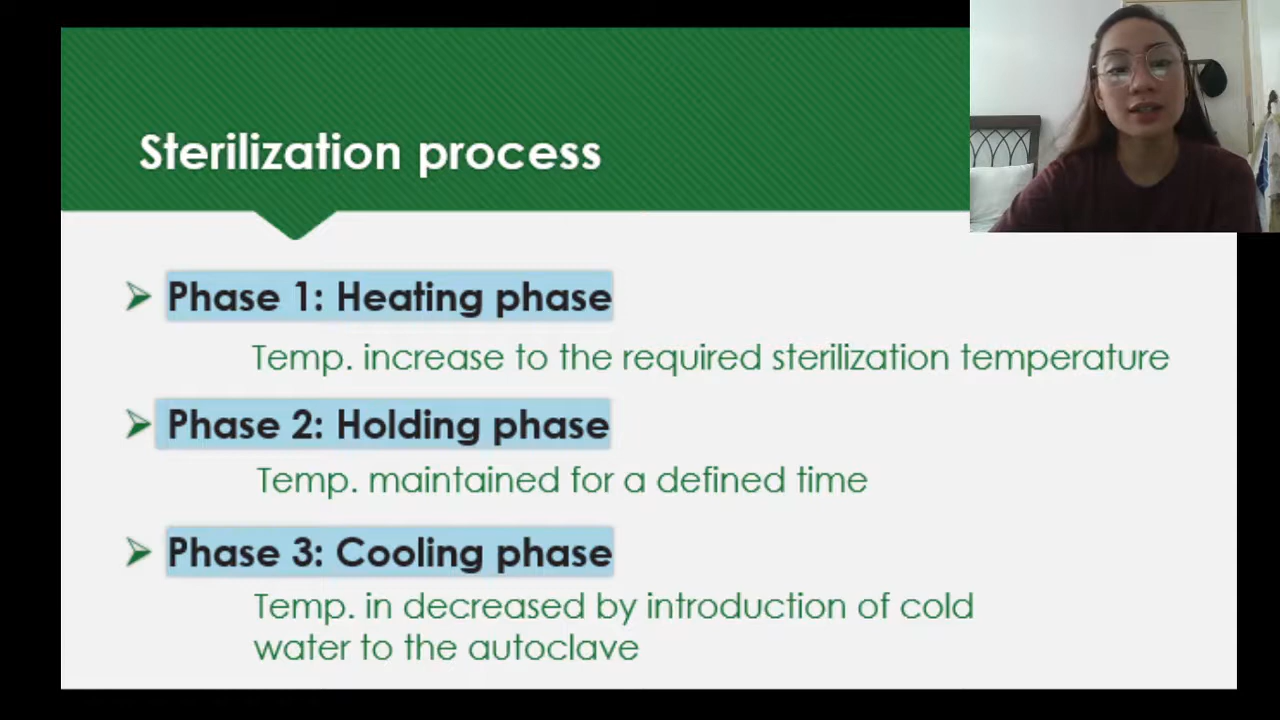 Sterilization process
Phase 1: Heating phase
Temp. increase to the required sterilization temperature
Phase 2: Holding phase
Temp. maintained for a defined time
Phase 3: Cooling phase
Temp. in decreased by introduction of cold
water to the autoclave